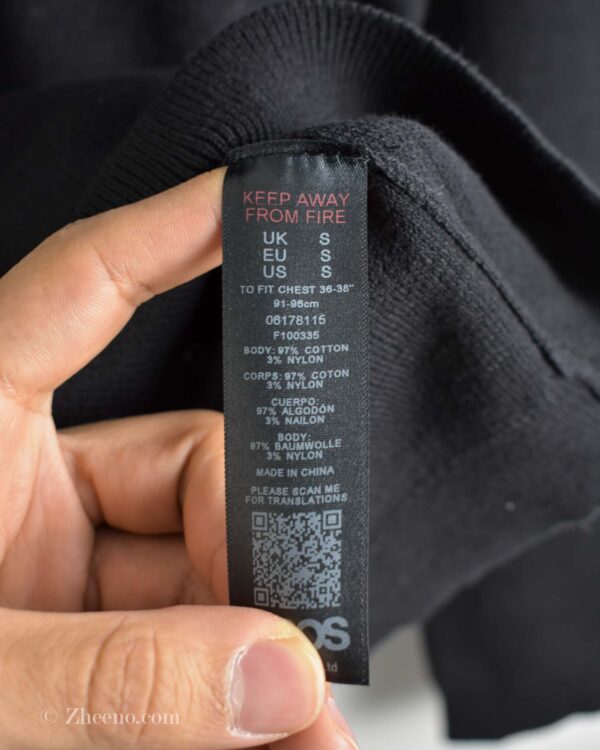 KEEP AWAY
FROM FIRE
UK S
EU S
US S
TO FIT CHEST 36-38"
91-96cm
06178115
F100335
BODY: 97% COTTON
3% NYLON
CORPS: 97% COTTON
3% NYLON
CUERPO:
97% ALGODÓN
3% NAILON
BODY:
97% BAUMWOLLE
3% NYLON
MADE IN CHINA
PLEASE SCAN ME
FOR TRANSLATIONS
© Zheeno.com